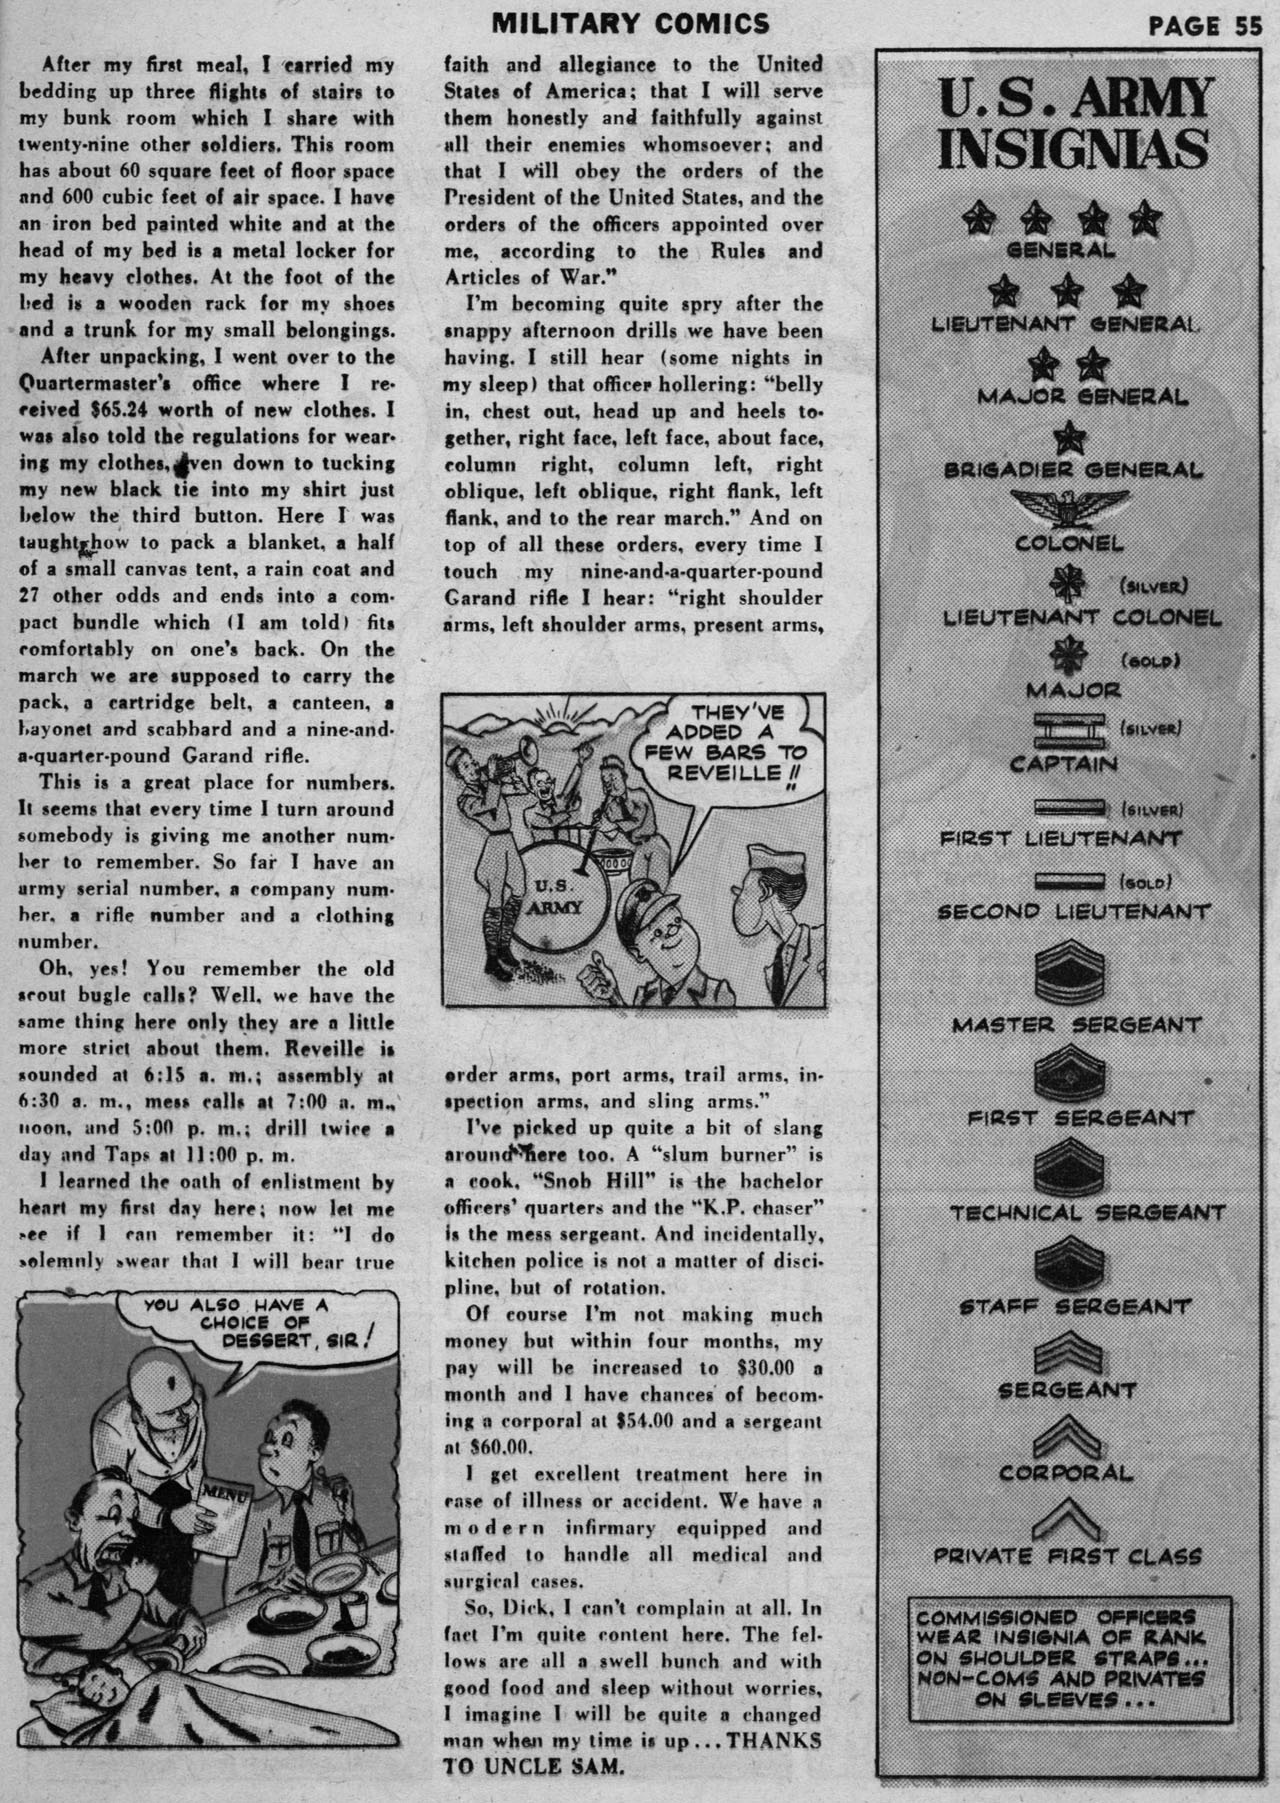 MILITARY COMICS
PAGE 55
After my first meal, I carried my
bedding up three flights of stairs to
my bunk room which I share with
twenty-nine other soldiers. This room
has about 60 square feet of floor space
and 600 cubic feet of air space. I have
an iron bed painted white and at the
head of my bed is a metal locker for
my heavy clothes. At the foot of the
bed is a wooden rack for my shoes
and a trunk for my small belongings.
After unpacking, I went over to the
Quartermaster's office where I re-
ceived $65.24 worth of new clothes. I
was also told the regulations for wear-
ing my clothes, even down to tucking
my new black tie into my shirt just
below the third button. Here I was
taught how to pack a blanket, a half
of a small canvas tent, a rain coat and
27 other odds and ends into a com-
pact bundle which (I am told) fits
comfortably on one's back. On the
march we are supposed to carry the
pack, a cartridge belt, a canteen, a
bayonet and scabbard and a nine-and-
a-quarter-pound Garand rifle.
This is a great place for numbers.
It seems that every time I turn around
somebody is giving me another num-
ber to remember. So far I have an
army serial number, a company num-
ber, a rifle number and a clothing
number.
Oh, yes! You remember the old
scout bugle calls? Well, we have the
same thing here only they are a little
more strict about them. Reveille is
sounded at 6:15 a. m.; assembly at
6:30 a. m., mess calls at 7:00 a. m.,
noon, and 5:00 p. m.; drill twice a
day and Taps at 11:00 p. m.
I learned the oath of enlistment by
heart my first day here; now let me
see if I can remember it: "I do
solemnly swear that I will bear true
YOU ALSO HAVE A
CHOICE OF
DESSERT, SIR!
MENU
faith and allegiance to the United
States of America; that I will serve
them honestly and faithfully against
all their enemies whomsoever; and
that I will obey the orders of the
President of the United States, and the
orders of the officers appointed over
me, according to the Rules and
Articles of War."
I'm becoming quite spry after the
snappy afternoon drills we have been
having. I still hear (some nights in
my sleep) that officer hollering: "belly
in, chest out, head up and heels to-
gether, right face, left face, about face,
column right, column left, right
oblique, left oblique, right flank, left
flank, and to the rear march." And on
top of all these orders, every time I
touch my nine-and-a-quarter-pound
Garand rifle I hear: "right shoulder
arms, left shoulder arms, present arms,
THEY'VE
ADDED A
FEW BARS TO
REVEILLE!!
U.S.
ARMY
order arms, port arms, trail arms, in-
spection arms, and sling arms."
I've picked up quite a bit of slang
around here too. A "slum burner" is
a cook, "Snob Hill" is the bachelor
officers' quarters and the "K.P. chaser"
is the mess sergeant. And incidentally,
kitchen police is not a matter of disci-
pline, but of rotation.
Of course I'm not making much
money but within four months, my
pay will be increased to $30.00 a
month and I have chances of becom-
ing a corporal at $54.00 and a sergeant
at $60.00.
I get excellent treatment here in
case of illness or accident. We have a
modern infirmary equipped and
staffed to handle all medical and
surgical cases.
So, Dick, I can't complain at all. In
fact I'm quite content here. The fel-
lows are all a swell bunch and with
good food and sleep without worries,
I imagine I will be quite a changed
man when my time is up...THANKS
TO UNCLE SAM.
U.S. ARMY
INSIGNIAS
GENERAL
LIEUTENANT GENERAL
MAJOR GENERAL
BRIGADIER GENERAL
COLONEL
(SILVER)
LIEUTENANT COLONEL
(GOLD)
MAJOR
(SILVER)
CAPTAIN
(SILVER)
FIRST LIEUTENANT
(GOLD)
SECOND LIEUTENANT
MASTER SERGEANT
FIRST SERGEANT
TECHNICAL SERGEANT
STAFF SERGEANT
SERGEANT
CORPORAL
PRIVATE FIRST CLASS
COMMISSIONED OFFICERS
WEAR INSIGNIA OF RANK
ON SHOULDER STRAPS...
NON-COMS AND PRIVATES
ON SLEEVES...